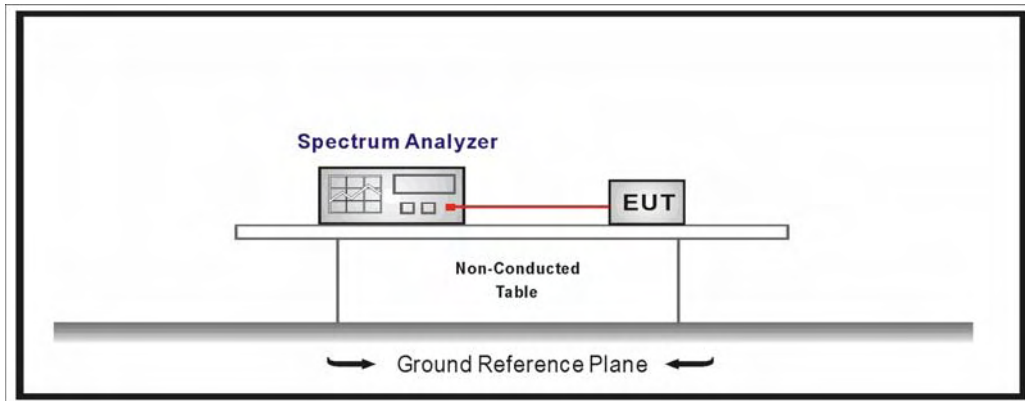 Spectrum Analyzer
EUT
Non-Conducted
Table
Ground Reference Plane